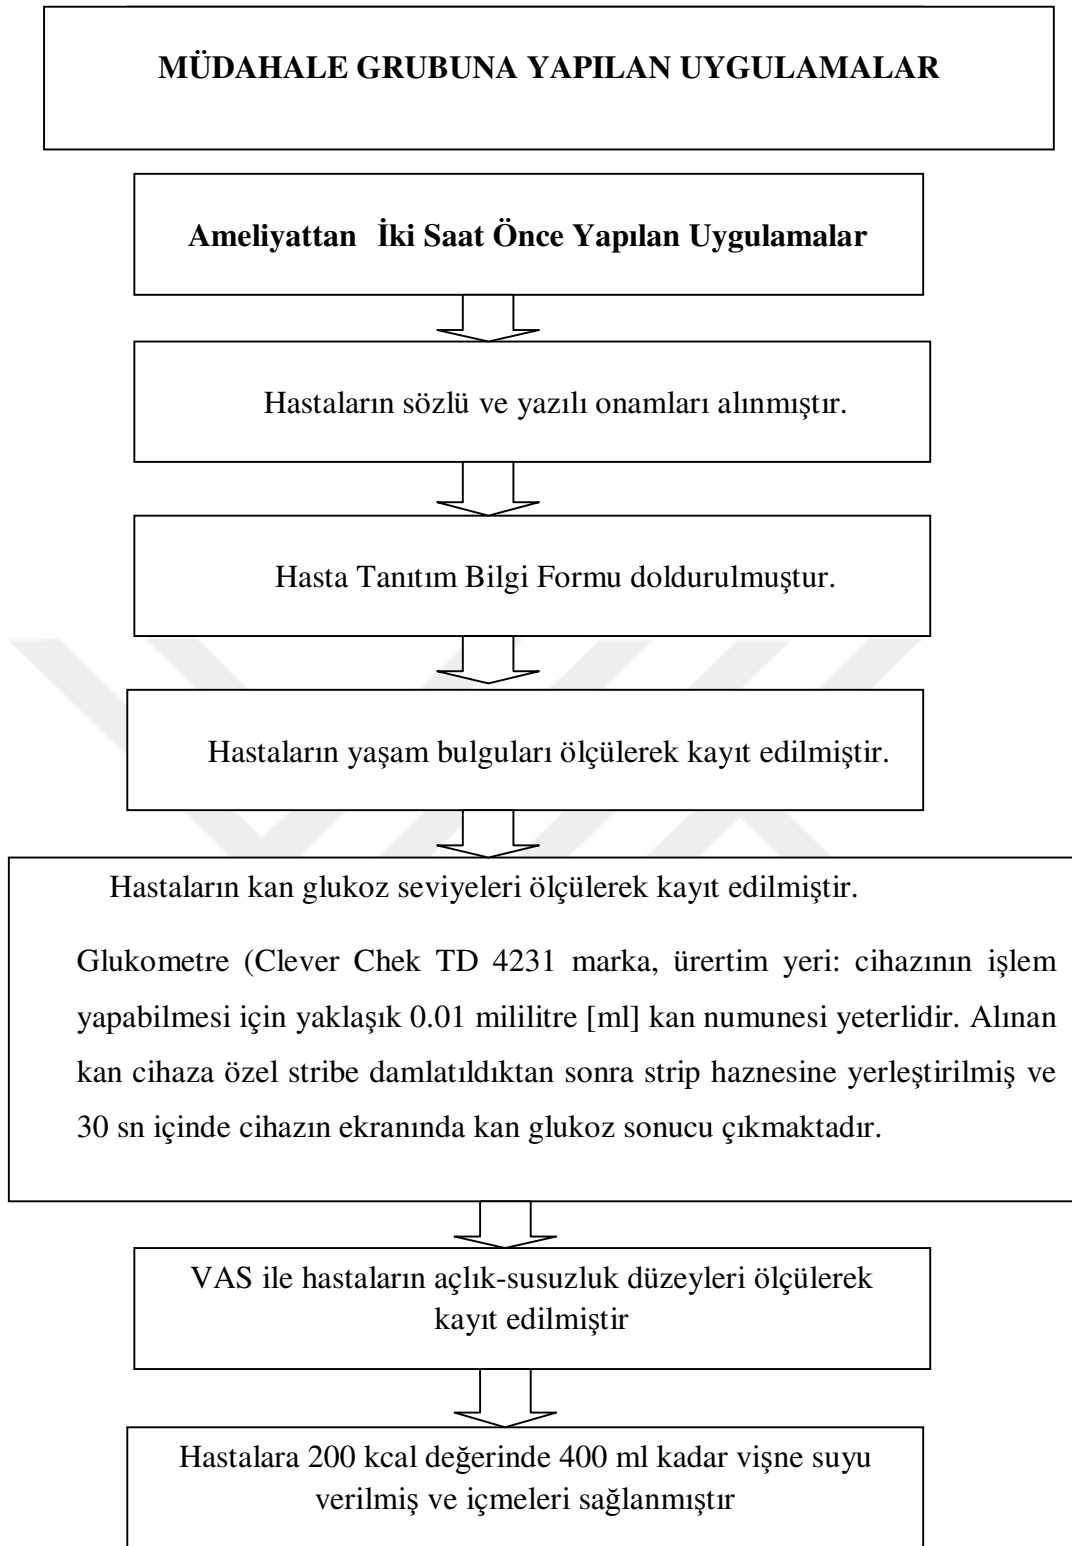 MÜDAHALE GRUBUNA YAPILAN UYGULAMALAR
Ameliyattan İki Saat Önce Yapılan Uygulamalar
Hastaların sözlü ve yazılı onamları alınmıştır.
Hasta Tanıtım Bilgi Formu doldurulmuştur.
Hastaların yaşam bulguları ölçülerek kayıt edilmiştir.
Hastaların kan glukoz seviyeleri ölçülerek kayıt edilmiştir.
Glukometre (Clever Chek TD 4231 marka, ürertim yeri: cihazının işlem
yapabilmesi için yaklaşık 0.01 mililitre [ml] kan numunesi yeterlidir. Alınan
kan cihaza özel stribe damlatıldıktan sonra strip haznesine yerleştirilmiş ve
30 sn içinde cihazın ekranında kan glukoz sonucu çıkmaktadır.
VAS ile hastaların açlık-susuzluk düzeyleri ölçülerek
kayıt edilmiştir
Hastalara 200 kcal değerinde 400 ml kadar vişne suyu
verilmiş ve içmeleri sağlanmıştır